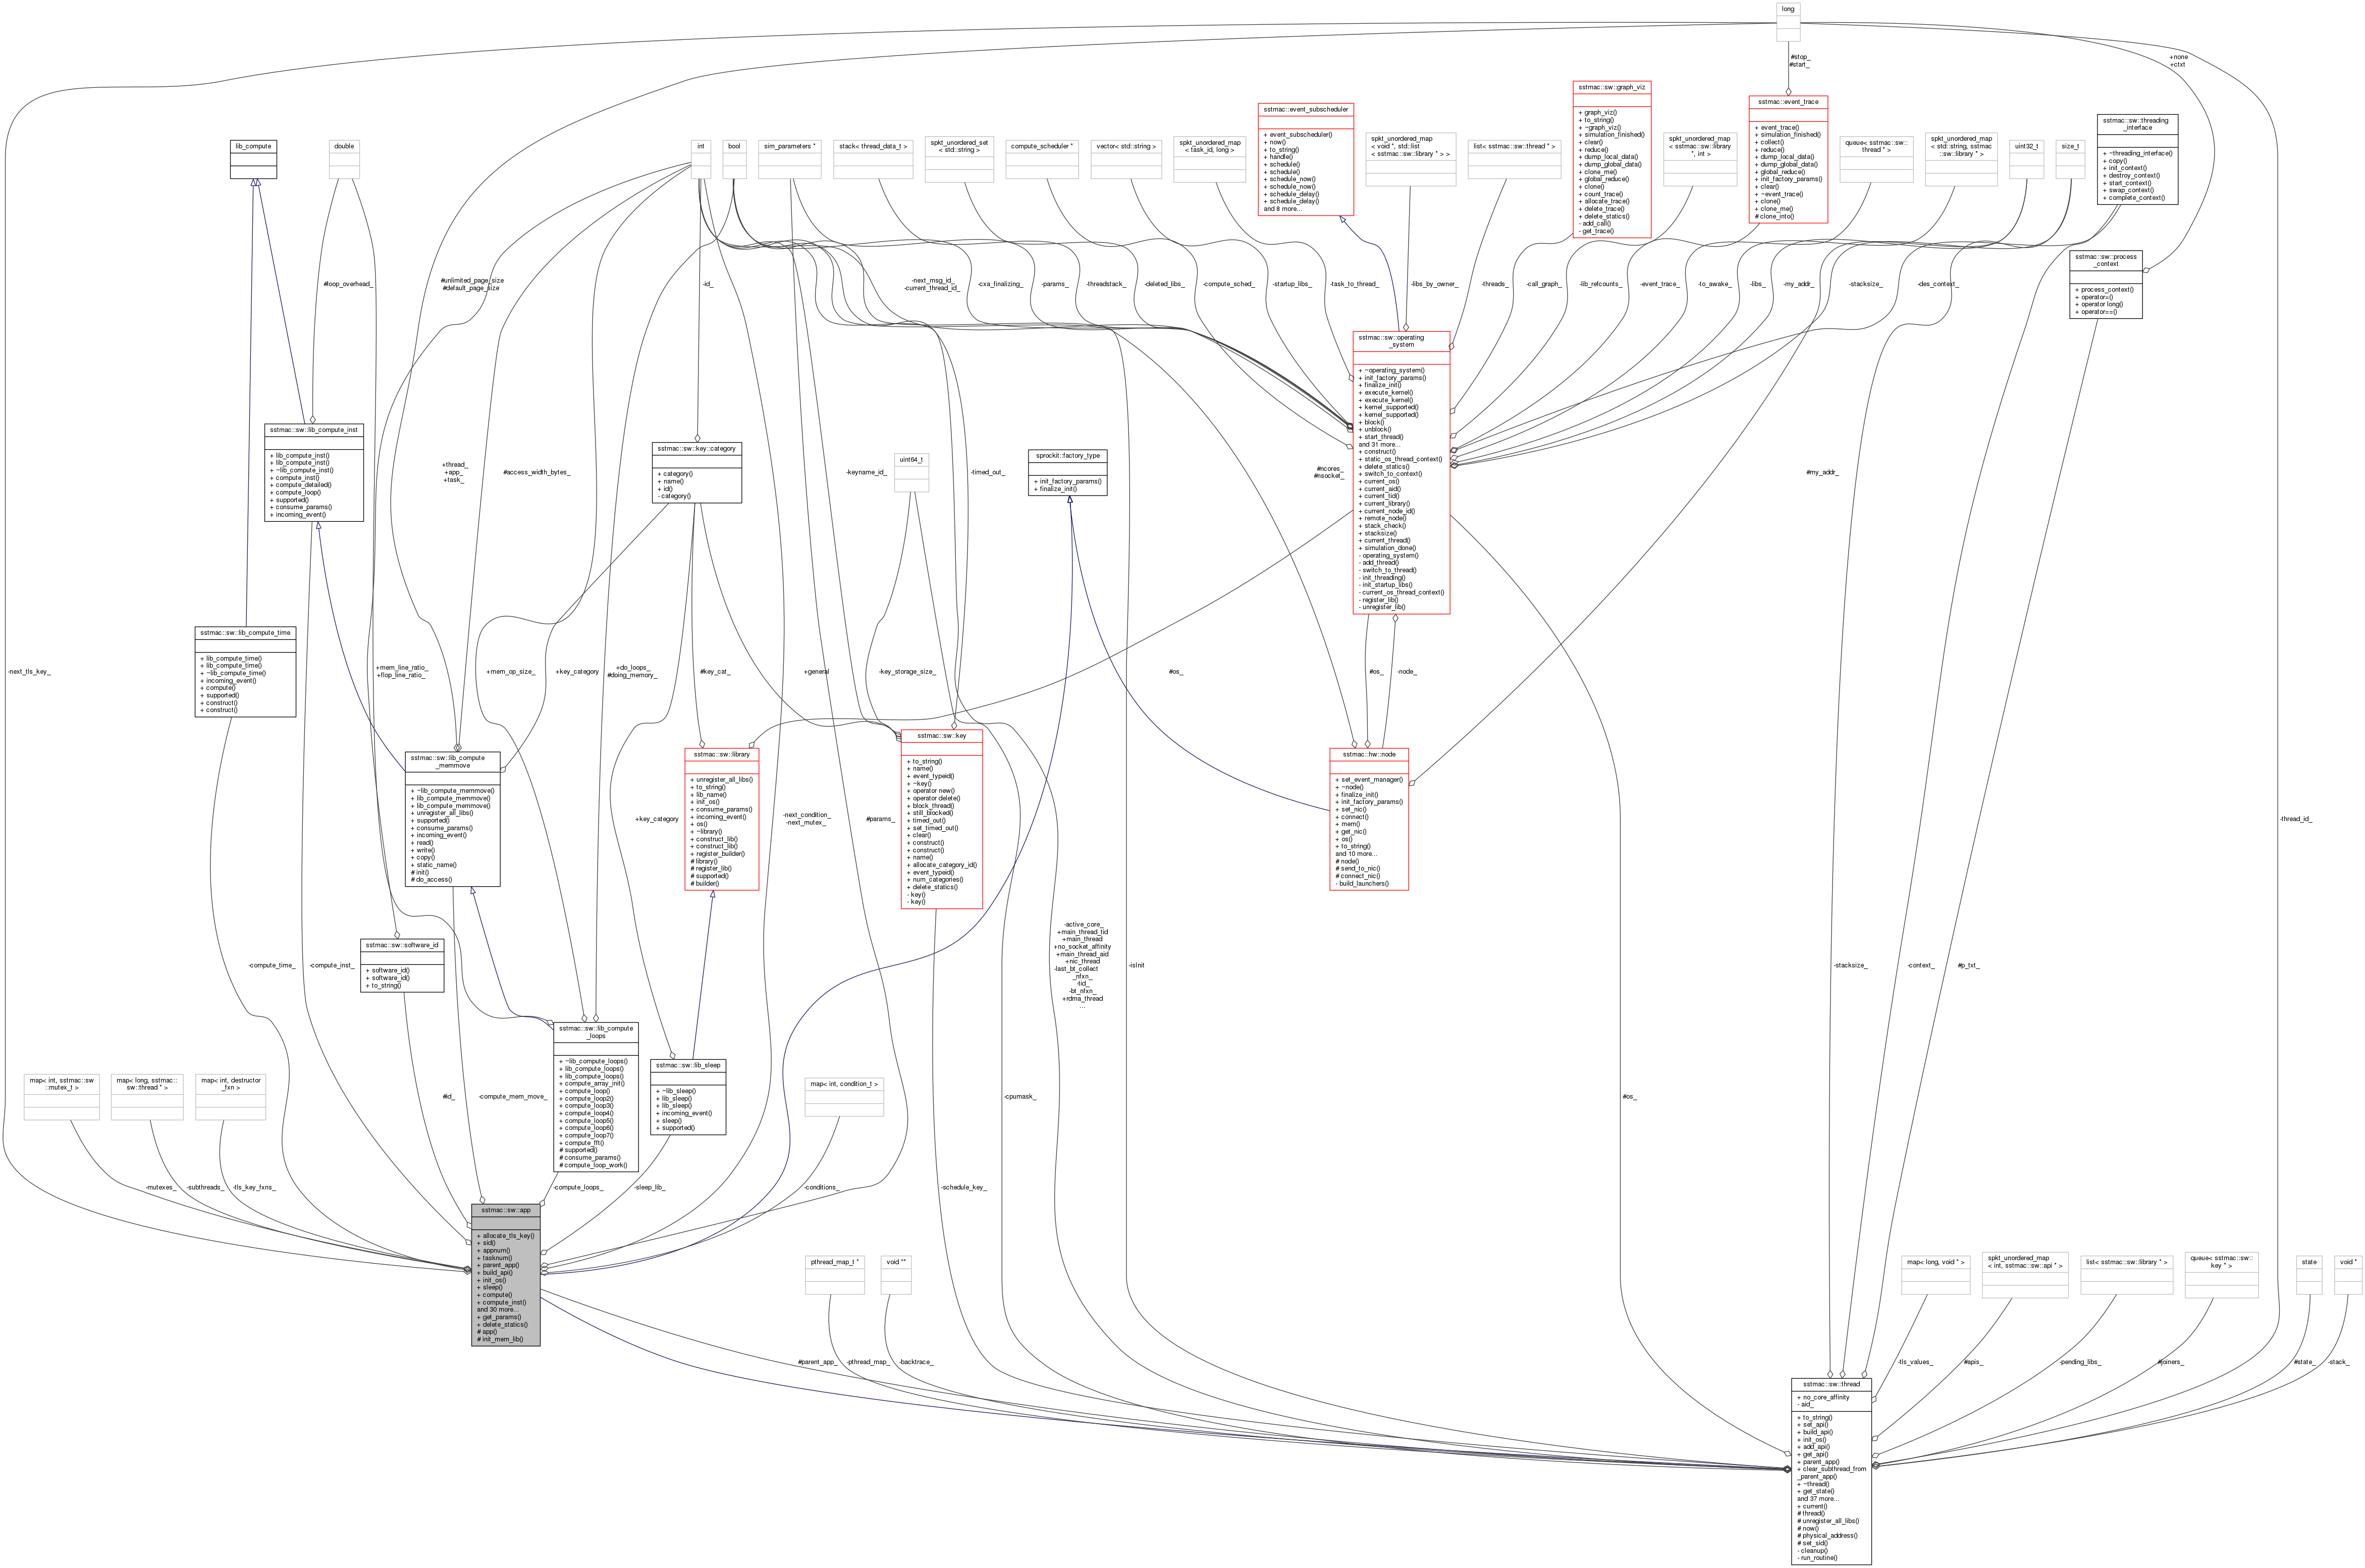 long
#stop_
#start_
+none
+ctxt
sstmac::sw::graph_viz
+ graph_viz()
+ to_string()
+ ~graph_viz()
+ simulation_finished()
+ clear()
+ reduce()
+ dump_local_data()
+ dump_global_data()
+ clone_me()
+ global_reduce()
+ clone()
+ count_trace()
+ allocate_trace()
+ delete_trace()
+ delete_statics()
- add_call()
- get_trace()
sstmac::event_trace
+ event_trace()
+ simulation_finished()
+ collect()
+ reduce()
+ dump_local_data()
+ dump_global_data()
+ global_reduce()
+ init_factory_params()
+ clear()
+ ~event_trace()
+ clone()
+ clone_me()
# clone_into()
sstmac::event_subscheduler
+ event_subscheduler()
+ now()
+ to_string()
+ handle()
+ schedule()
+ schedule()
+ schedule_now()
+ schedule_now()
+ schedule_delay()
+ schedule_delay()
and 8 more...
sstmac::sw::threading
_interface
+ ~threading_interface()
+ copy()
+ init_context()
+ destroy_context()
+ start_context()
+ swap_context()
+ complete_context()
lib_compute
double
int
bool
sim_parameters *
stack< thread_data_t >
spkt_unordered_set
< std::string >
compute_scheduler *
vector< std::string >
spkt_unordered_map
< task_id, long >
spkt_unordered_map
< void *, std::list
< sstmac::sw::library * > >
list< sstmac::sw::thread * >
spkt_unordered_map
< sstmac::sw::library
*, int >
queue< sstmac::sw::
thread * >
spkt_unordered_map
< std::string, sstmac
::sw::library * >
uint32_t
size_t
sstmac::sw::process
_context
+ process_context()
+ operator=()
+ operator long()
+ operator==()
#loop_overhead_
#unlimited_page_size
#default_page_size
-id_
-next_msg_id_
-current_thread_id_
-cxa_finalizing_
-params_
-threadstack_
-deleted_libs_
-compute_sched_
-startup_libs_
-task_to_thread_
-libs_by_owner_
-threads_
-call_graph_
-lib_refcounts_
-event_trace_
-to_awake_
-libs_
-my_addr_
-stacksize_
-des_context_
sstmac::sw::operating
_system
+ ~operating_system()
+ init_factory_params()
+ finalize_init()
+ execute_kernel()
+ execute_kernel()
+ kernel_supported()
+ kernel_supported()
+ block()
+ unblock()
+ start_thread()
and 31 more...
+ construct()
+ static_os_thread_context()
+ delete_statics()
+ switch_to_context()
+ current_os()
+ current_aid()
+ current_tid()
+ current_library()
+ current_node_id()
+ remote_node()
+ stack_check()
+ stacksize()
+ current_thread()
+ simulation_done()
- operating_system()
- add_thread()
- switch_to_thread()
- init_threading()
- init_startup_libs()
- current_os_thread_context()
- register_lib()
- unregister_lib()
sstmac::sw::lib_compute_inst
+ lib_compute_inst()
+ lib_compute_inst()
+ ~lib_compute_inst()
+ compute_inst()
+ compute_detailed()
+ compute_loop()
+ supported()
+ consume_params()
+ incoming_event()
sstmac::sw::key::category
+ category()
+ name()
+ id()
- category()
uint64_t
sprockit::factory_type
+ init_factory_params()
+ finalize_init()
+thread_
+app_
+task_
#access_width_bytes_
-keyname_id_
-timed_out_
#ncores_
#nsocket_
#my_addr_
sstmac::sw::lib_compute_time
+ lib_compute_time()
+ lib_compute_time()
+ ~lib_compute_time()
+ incoming_event()
+ compute()
+ supported()
+ construct()
+ construct()
-next_tls_key_
+mem_line_ratio_
+flop_line_ratio_
+mem_op_size_
+key_category
+do_loops_
#doing_memory_
#key_cat_
+general
-key_storage_size_
#os_
#os_
-node_
sstmac::sw::lib_compute
_memmove
+ ~lib_compute_memmove()
+ lib_compute_memmove()
+ lib_compute_memmove()
+ unregister_all_libs()
+ supported()
+ consume_params()
+ incoming_event()
+ read()
+ write()
+ copy()
+ static_name()
# init()
# do_access()
sstmac::sw::library
+ unregister_all_libs()
+ to_string()
+ lib_name()
+ init_os()
+ consume_params()
+ incoming_event()
+ os()
+ ~library()
+ construct_lib()
+ construct_lib()
+ register_builder()
# library()
# register_lib()
# supported()
# builder()
sstmac::sw::key
+ to_string()
+ name()
+ event_typeid()
+ ~key()
+ operator new()
+ operator delete()
+ block_thread()
+ still_blocked()
+ timed_out()
+ set_timed_out()
+ clear()
+ construct()
+ construct()
+ name()
+ allocate_category_id()
+ event_typeid()
+ num_categories()
+ delete_statics()
- key()
- key()
sstmac::hw::node
+ set_event_manager()
+ ~node()
+ finalize_init()
+ init_factory_params()
+ set_nic()
+ connect()
+ mem()
+ get_nic()
+ os()
+ to_string()
and 10 more...
# node()
# send_to_nic()
# connect_nic()
- build_launchers()
+key_category
-next_condition_
-next_mutex_
#params_
-thread_id_
sstmac::sw::software_id
+ software_id()
+ software_id()
+ to_string()
-compute_time_
-compute_inst_
-active_core_
+main_thread_tid
+main_thread
+no_socket_affinity
+main_thread_aid
+nic_thread
-last_bt_collect
_nfxn_
-tid_
-bt_nfxn_
+rdma_thread
...
-isInit
-stacksize_
-context_
#p_txt_
sstmac::sw::lib_compute
_loops
+ ~lib_compute_loops()
+ lib_compute_loops()
+ lib_compute_loops()
+ compute_array_init()
+ compute_loop()
+ compute_loop2()
+ compute_loop3()
+ compute_loop4()
+ compute_loop5()
+ compute_loop6()
+ compute_loop7()
+ compute_fft()
# supported()
# consume_params()
# compute_loop_work()
sstmac::sw::lib_sleep
+ ~lib_sleep()
+ lib_sleep()
+ lib_sleep()
+ incoming_event()
+ sleep()
+ supported()
map< int, sstmac::sw
::mutex_t >
map< long, sstmac::
sw::thread * >
map< int, destructor
_fxn >
map< int, condition_t >
#id_
-compute_mem_move_
-cpumask_
#os_
-mutexes_
-subthreads_
-tls_key_fxns_
-compute_loops_
-sleep_lib_
-conditions_
-schedule_key_
sstmac::sw::app
+ allocate_tls_key()
+ sid()
+ appnum()
+ tasknum()
+ parent_app()
+ build_api()
+ init_os()
+ sleep()
+ compute()
+ compute_inst()
and 30 more...
+ get_params()
+ delete_statics()
# app()
# init_mem_lib()
pthread_map_t *
void **
map< long, void * >
spkt_unordered_map
< int, sstmac::sw::api * >
list< sstmac::sw::library * >
queue< sstmac::sw::
key * >
state
void *
#parent_app_
-pthread_map_
-backtrace_
-tls_values_
#apis_
-pending_libs_
#joiners_
#state_
-stack_
sstmac::sw::thread
+ no_core_affinity
- aid_
+ to_string()
+ set_api()
+ build_api()
+ init_os()
+ add_api()
+ get_api()
+ parent_app()
+ clear_subthread_from
_parent_app()
+ ~thread()
+ get_state()
and 37 more...
+ current()
# thread()
# unregister_all_libs()
# now()
# physical_address()
# set_sid()
- cleanup()
- run_routine()